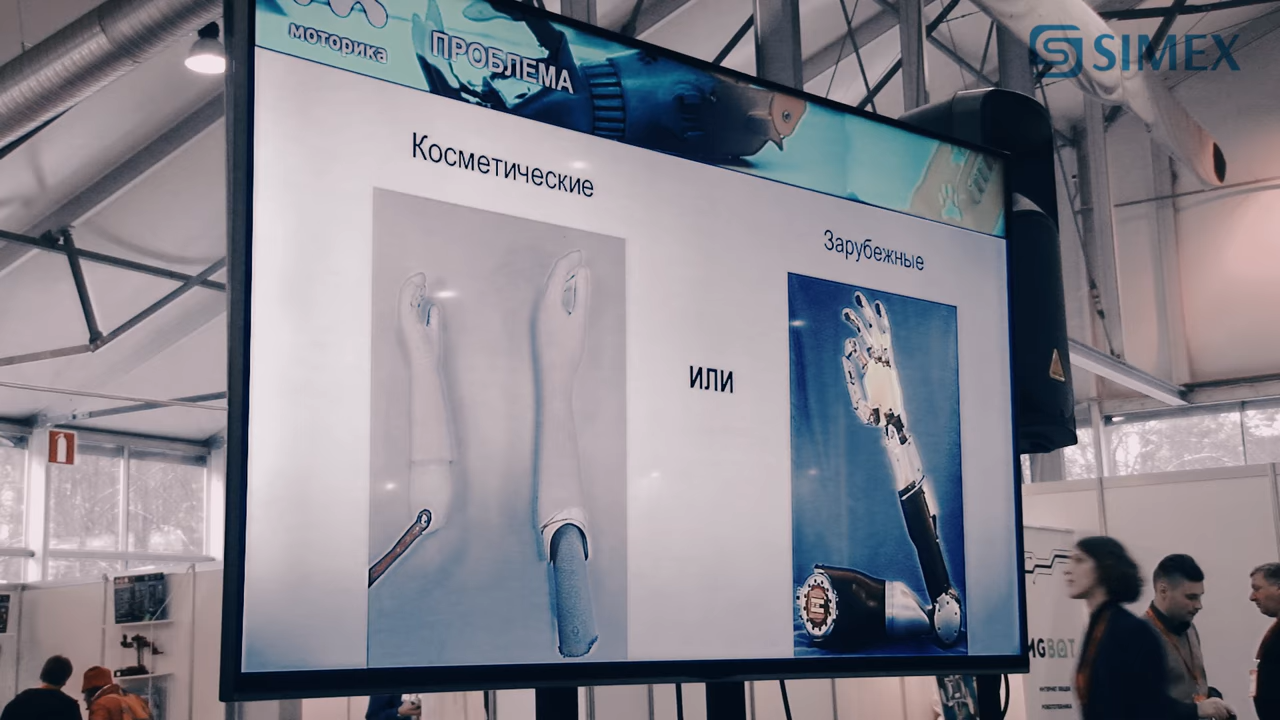 моторика
ПРОБЛЕМА
SIMEX
Косметические
Зарубежные
или
MGBOT